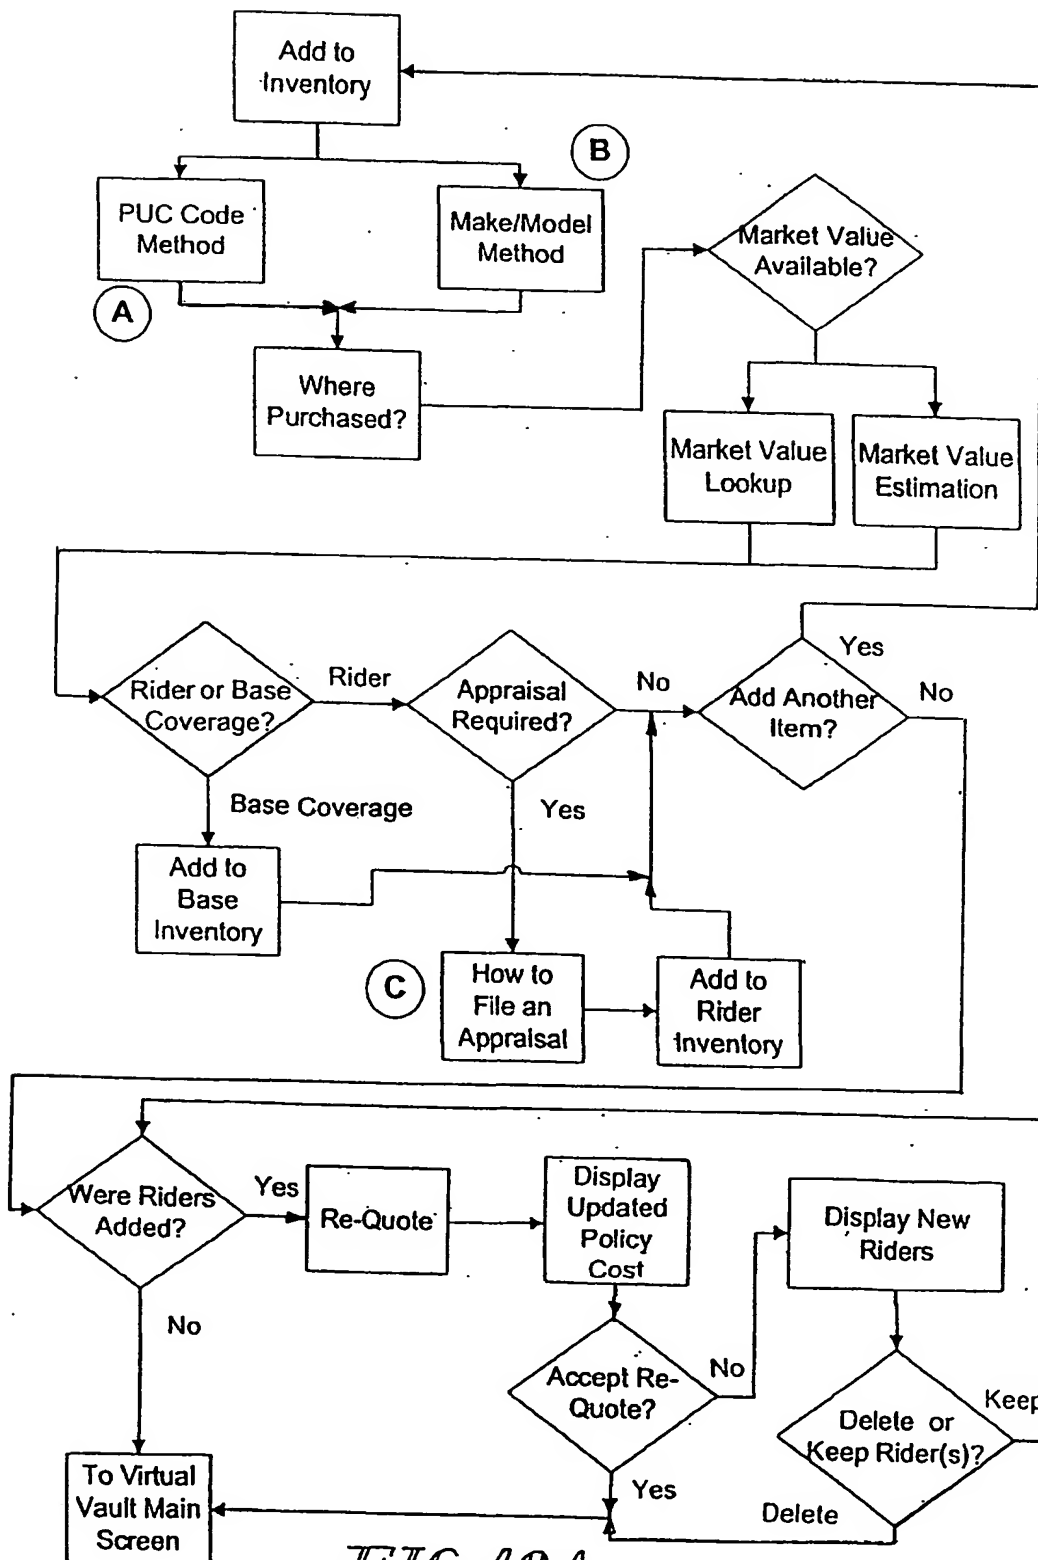 Add to
Inventory
B
PUC Code
Method
Make/Model
Method
Market Value
Available?
A
Where
Purchased?
Market Value
Lookup
Market Value
Estimation
Rider or Base
Coverage?
Rider
Appraisal
Required?
No
Yes
Add Another
Item?
No
Base Coverage
Yes
Add to
Base
Inventory
C
How to
File an
Appraisal
Add to
Rider
Inventory
Were Riders
Added?
Yes
Re-Quote
Display
Updated
Policy
Cost
Display New
Riders
No
Accept Re-
Quote?
No
Delete or
Keep Rider(s)?
Keep
Yes
Delete
To Virtual
Vault Main
Screen